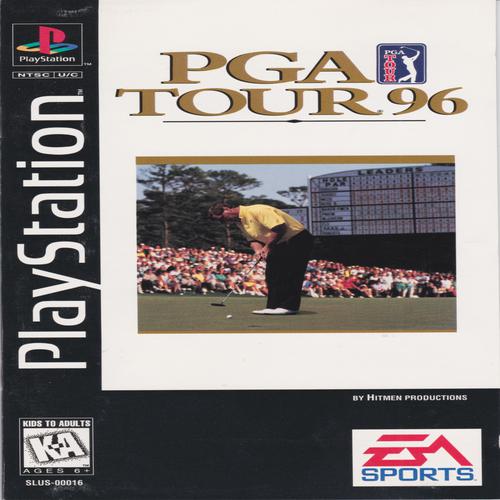 PlayStation
NTSC U/C
PlayStation
PGA
TOUR 96
PGA
TOUR
LEADERS
BY HITMEN PRODUCTIONS
KIDS TO ADULTS
K-A
AGES 6+
SLUS-00016
EA
SPORTS